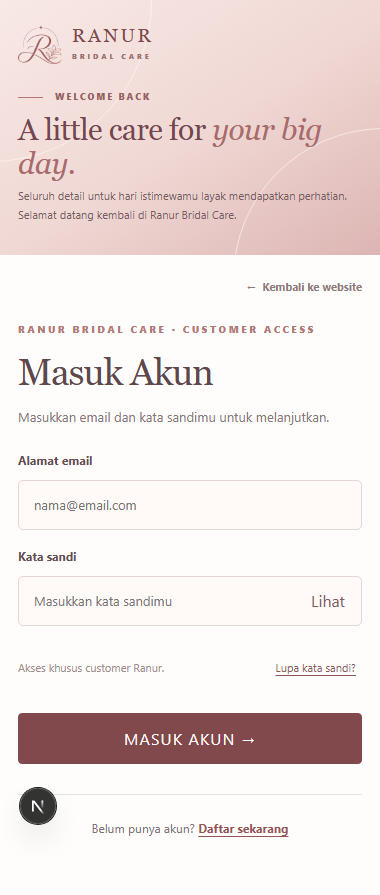 RANUR
BRIDAL CARE
WELCOME BACK
A little care for your big
day.
Seluruh detail untuk hari istimewamu layak mendapatkan perhatian.
Selamat datang kembali di Ranur Bridal Care.
← Kembali ke website
RANUR BRIDAL CARE • CUSTOMER ACCESS
Masuk Akun
Masukkan email dan kata sandimu untuk melanjutkan.
Alamat email
nama@email.com
Kata sandi
Masukkan kata sandimu Lihat
Akses khusus customer Ranur. Lupa kata sandi?
MASUK AKUN →
N
Belum punya akun? Daftar sekarang